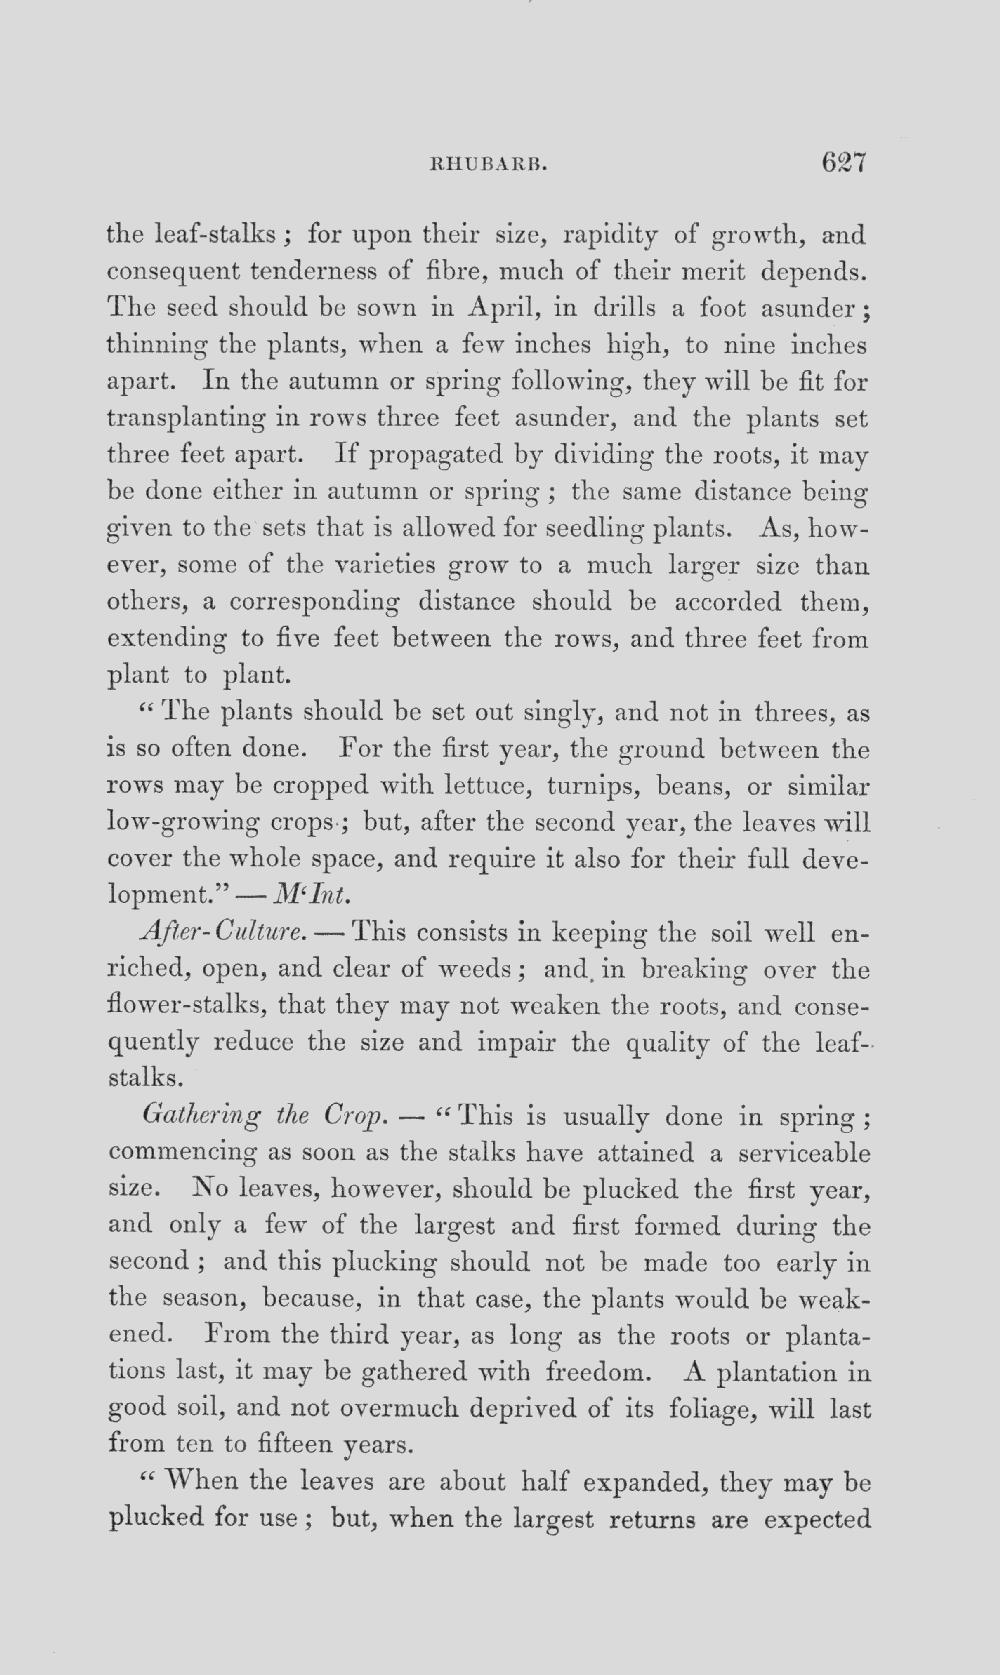 RHUBARB. 627
the leaf-stalks; for upon their size, rapidity of growth, and
consequent tenderness of fibre, much of their merit depends.
The seed should be sown in April, in drills a foot asunder;
thinning the plants, when a few inches high, to nine inches
apart. In the autumn or spring following, they will be fit for
transplanting in rows three feet asunder, and the plants set
three feet apart. If propagated by dividing the roots, it may
be done either in autumn or spring; the same distance being
given to the sets that is allowed for seedling plants. As, how-
ever, some of the varieties grow to a much larger size than
others, a corresponding distance should be accorded them,
extending to five feet between the rows, and three feet from
plant to plant.
“The plants should be set out singly, and not in threes, as
is so often done. For the first year, the ground between the
rows may be cropped with lettuce, turnips, beans, or similar
low-growing crops; but, after the second year, the leaves will
cover the whole space, and require it also for their full deve-
lopment.” — M‘Int.
After-Culture. — This consists in keeping the soil well en-
riched, open, and clear of weeds; and in breaking over the
flower-stalks, that they may not weaken the roots, and conse-
quently reduce the size and impair the quality of the leaf-
stalks.
Gathering the Crop. — “This is usually done in spring;
commencing as soon as the stalks have attained a serviceable
size. No leaves, however, should be plucked the first year,
and only a few of the largest and first formed during the
second; and this plucking should not be made too early in
the season, because, in that case, the plants would be weak-
ened. From the third year, as long as the roots or planta-
tions last, it may be gathered with freedom. A plantation in
good soil, and not overmuch deprived of its foliage, will last
from ten to fifteen years.
“When the leaves are about half expanded, they may be
plucked for use; but, when the largest returns are expected